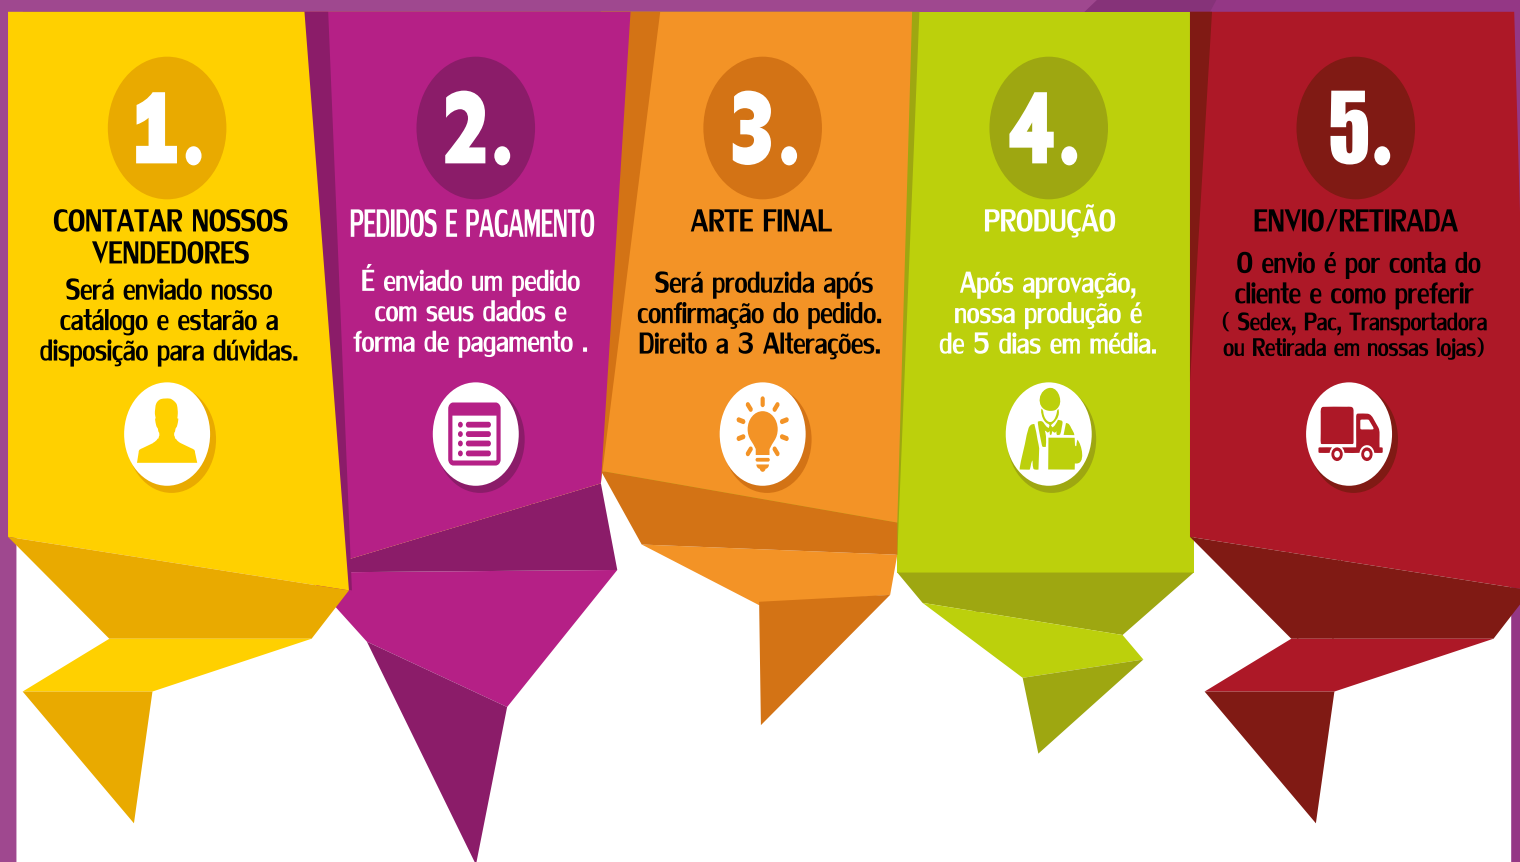 1.
CONTATAR NOSSOS
VENDEDORES
Será enviado nosso
catálogo e estarão a
disposição para dúvidas.
2.
PEDIDOS E PAGAMENTO
É enviado um pedido
com seus dados e
forma de pagamento .
3.
ARTE FINAL
Será produzida após
confirmação do pedido.
Direito a 3 Alterações.
4.
PRODUÇÃO
Após aprovação,
nossa produção é
de 5 dias em média.
5.
ENVIO/RETIRADA
O envio é por conta do
cliente e como preferir
( Sedex, Pac, Transportadora
ou Retirada em nossas lojas)